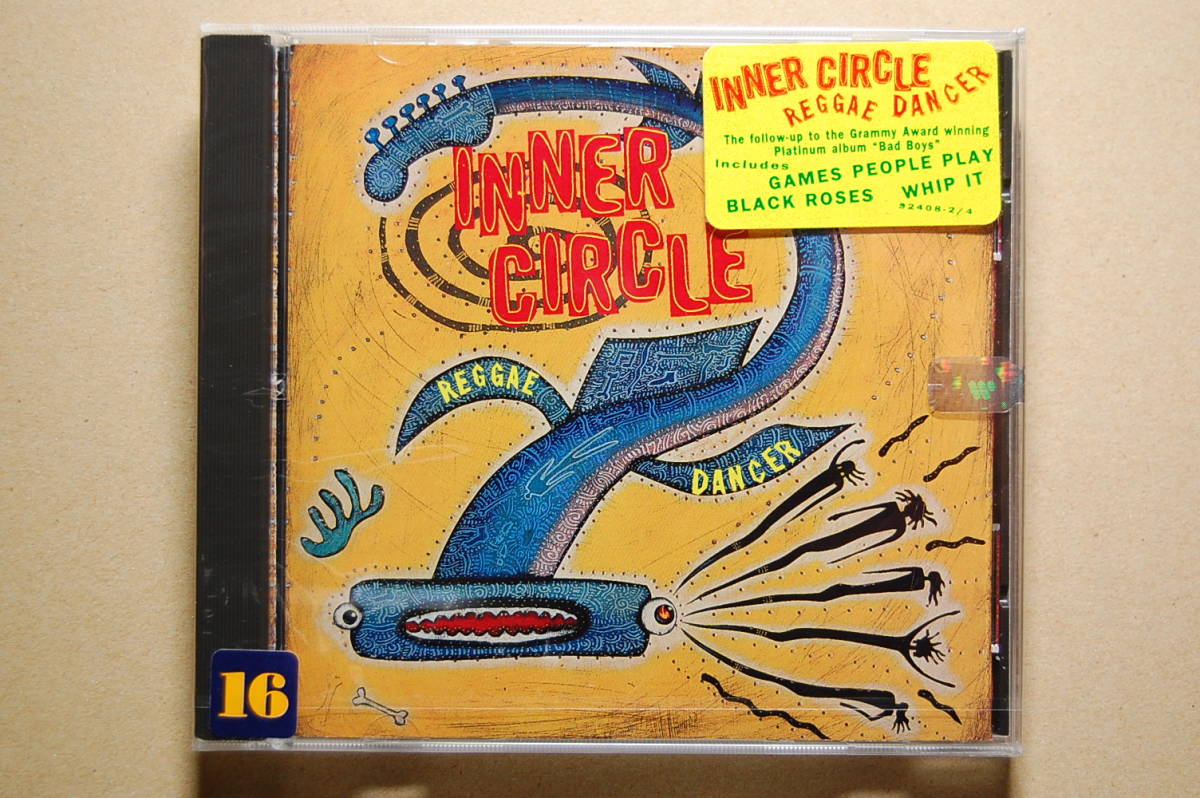 INNER CIRCLE
REGGAE DANCER
The follow-up to the Grammy Award winning
Platinum album "Bad Boys"
Includes
GAMES PEOPLE PLAY
BLACK ROSES WHIP IT
92408-2/4
INNER
CIRCLE
REGGAE
DANCER
16